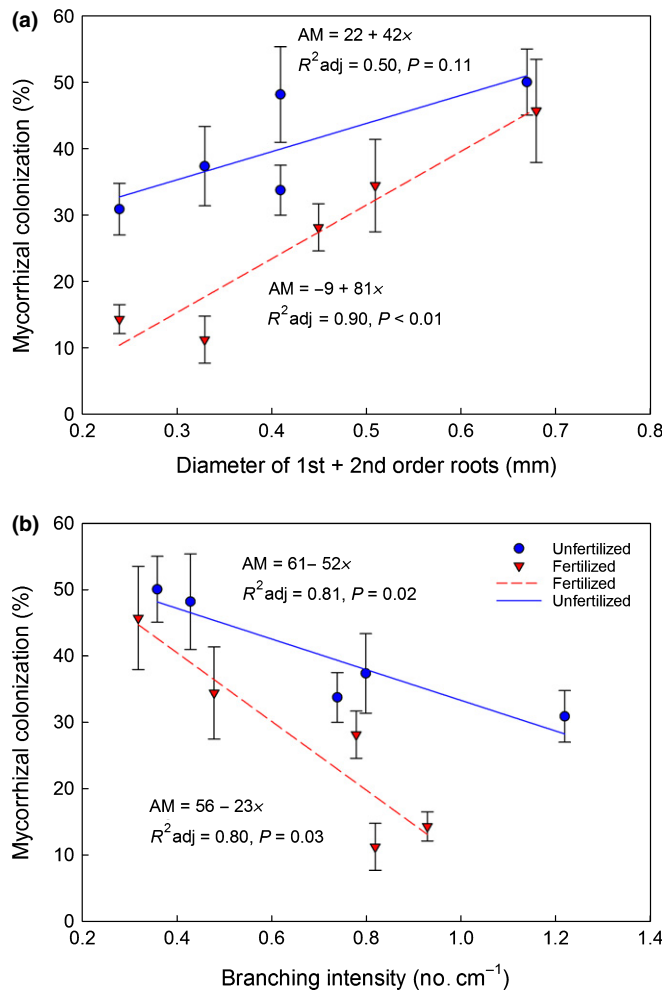 (a)
60
50
40
30
20
10
0
Mycorrhizal colonization (%)
AM = 22 + 42×
R²adj = 0.50, P = 0.11
AM = −9 + 81×
R²adj = 0.90, P < 0.01
0.2 0.3 0.4 0.5 0.6 0.7 0.8
Diameter of 1st + 2nd order roots (mm)
(b)
60
50
40
30
20
10
0
Mycorrhizal colonization (%)
AM = 61– 52×
R²adj = 0.81, P = 0.02
Unfertilized
Fertilized
Fertilized
Unfertilized
AM = 56 – 23×
R²adj = 0.80, P = 0.03
0.2 0.4 0.6 0.8 1.0 1.2 1.4
Branching intensity (no. cm⁻¹)